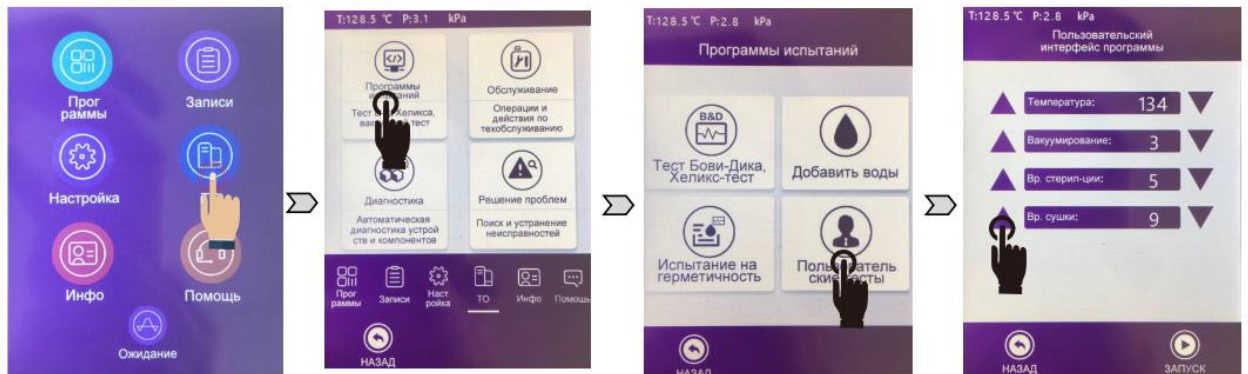 Прог
раммы
Записи
Настройка
Инфо
Помощь
Ожидание
T:128.5 ℃ P:3.1 kPa
Программы
Обслуживание
Операции и
действия по
техобслуживанию
Диагностика
Автоматическая
диагностика устрой
ств и компонентов
Решение проблем
Поиск и устранение
неисправностей
Прог
раммы
Записи
Наст
ройка
ТО
Инфо
Помощь
НАЗАД
T:128.5 ℃ P:2.8 kPa
Программы испытаний
B&D
Тест Бови-Дика,
Хеликс-тест
Добавить воды
Испытание на
герметичность
НАЗАД
T:128.5 ℃ P:2.8 kPa
Пользовательский
интерфейс программы
Температура: 134
Вакуумирование: 3
Вр. стерил-ции: 5
Вр. сушки: 9
НАЗАД
ЗАПУСК